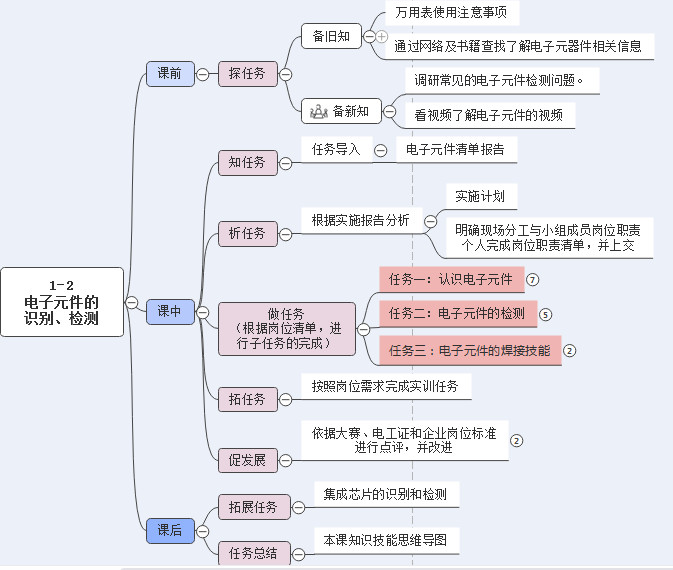 1-2
电子元件的
识别、检测
课前
探任务
备旧知
万用表使用注意事项
通过网络及书籍查找了解电子元器件相关信息
备新知
调研常见的电子元件检测问题。
看视频了解电子元件的视频
课中
知任务
任务导入
电子元件清单报告
析任务
根据实施报告分析
实施计划
明确现场分工与小组成员岗位职责
个人完成岗位职责清单，并上交
做任务
（根据岗位清单，进
行子任务的完成）
任务一：认识电子元件
7
任务二：电子元件的检测
5
任务三：电子元件的焊接技能
2
拓任务
按照岗位需求完成实训任务
促发展
依据大赛、电工证和企业岗位标准
进行点评，并改进
2
课后
拓展任务
集成芯片的识别和检测
任务总结
本课知识技能思维导图